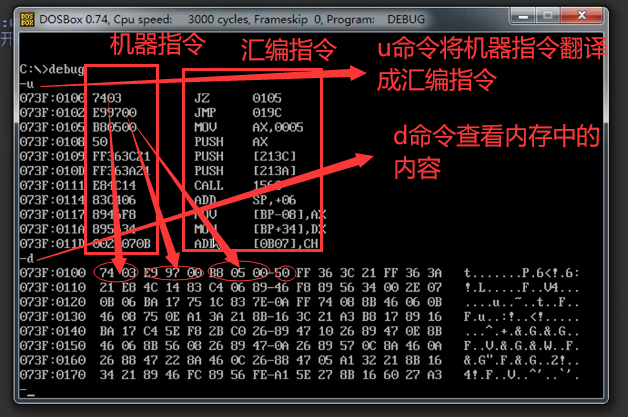 DOSBox 0.74, Cpu speed: 3000 cycles, Frameskip 0, Program: DEBUG
机器指令
汇编指令
u命令将机器指令翻译
成汇编指令
d命令查看内存中的
内容
C:\>debug
-u
073F:0100 7403 JZ 0105
073F:0102 E99700 JMP 019C
073F:0105 B80500 MOV AX,0005
073F:0108 50 PUSH AX
073F:0109 FF363C21 PUSH [213C]
073F:010D FF363A21 PUSH [213A]
073F:0111 E84C14 CALL
073F:0114 83C406 ADD SP,+06
073F:0117 8946F8 MOV [BP-08],AX
073F:011A 895634 MOV [BP+34],DX
073F:011D 002E070B ADD [0B07],CH
-d
073F:0100 74 03 E9 97 00 B8 05 00-50 FF 36 3C 21 FF 36 3A t.......P.6<!.6:
073F:0110 21 E8 4C 14 83 C4 06 89-46 F8 89 56 34 00 2E 07 !.L.....F..V4...
073F:0120 0B 06 BA 17 75 1C 83 7E-0A FF 74 08 8B 46 06 0B ....u..~..t..F..
073F:0130 46 08 75 0E A1 3A 21 8B-16 3C 21 A3 B8 17 89 16 F.u..:!..<!.....
073F:0140 BA 17 C4 5E F8 2B C0 26-89 47 10 26 89 47 0E 8B ...^.+.&.G.&.G..
073F:0150 46 06 8B 56 08 26 89 47-0A 26 89 57 0C 8A 46 0A F..V.&.G.&.W..F.
073F:0160 26 88 47 22 8A 46 0C 26-88 47 05 A1 32 21 8B 16 &.G".F.&.G..2!..
073F:0170 34 21 89 46 FC 89 56 FE-A1 5E 27 8B 16 60 27 A3 4!.F..V..^'..`'.
-